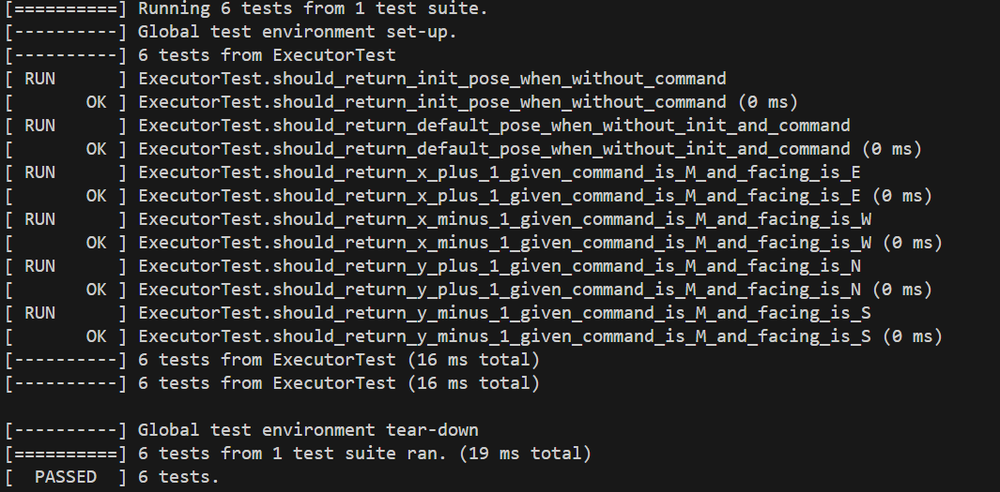 [==========] Running 6 tests from 1 test suite.
[----------] Global test environment set-up.
[----------] 6 tests from ExecutorTest
[ RUN      ] ExecutorTest.should_return_init_pose_when_without_command
[       OK ] ExecutorTest.should_return_init_pose_when_without_command (0 ms)
[ RUN      ] ExecutorTest.should_return_default_pose_when_without_init_and_command
[       OK ] ExecutorTest.should_return_default_pose_when_without_init_and_command (0 ms)
[ RUN      ] ExecutorTest.should_return_x_plus_1_given_command_is_M_and_facing_is_E
[       OK ] ExecutorTest.should_return_x_plus_1_given_command_is_M_and_facing_is_E (0 ms)
[ RUN      ] ExecutorTest.should_return_x_minus_1_given_command_is_M_and_facing_is_W
[       OK ] ExecutorTest.should_return_x_minus_1_given_command_is_M_and_facing_is_W (0 ms)
[ RUN      ] ExecutorTest.should_return_y_plus_1_given_command_is_M_and_facing_is_N
[       OK ] ExecutorTest.should_return_y_plus_1_given_command_is_M_and_facing_is_N (0 ms)
[ RUN      ] ExecutorTest.should_return_y_minus_1_given_command_is_M_and_facing_is_S
[       OK ] ExecutorTest.should_return_y_minus_1_given_command_is_M_and_facing_is_S (0 ms)
[----------] 6 tests from ExecutorTest (16 ms total)
[----------] 6 tests from ExecutorTest (16 ms total)

[----------] Global test environment tear-down
[==========] 6 tests from 1 test suite ran. (19 ms total)
[  PASSED  ] 6 tests.